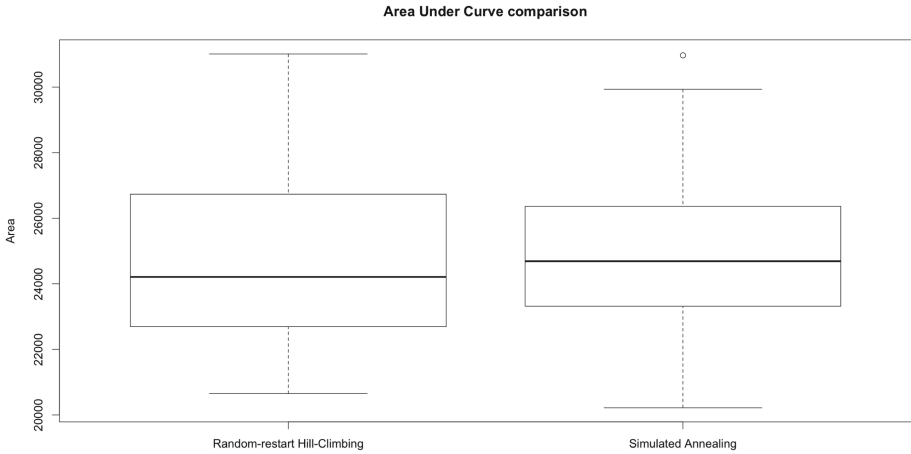 Area Under Curve comparison
Area
30000
28000
26000
24000
22000
20000
Random-restart Hill-Climbing
Simulated Annealing